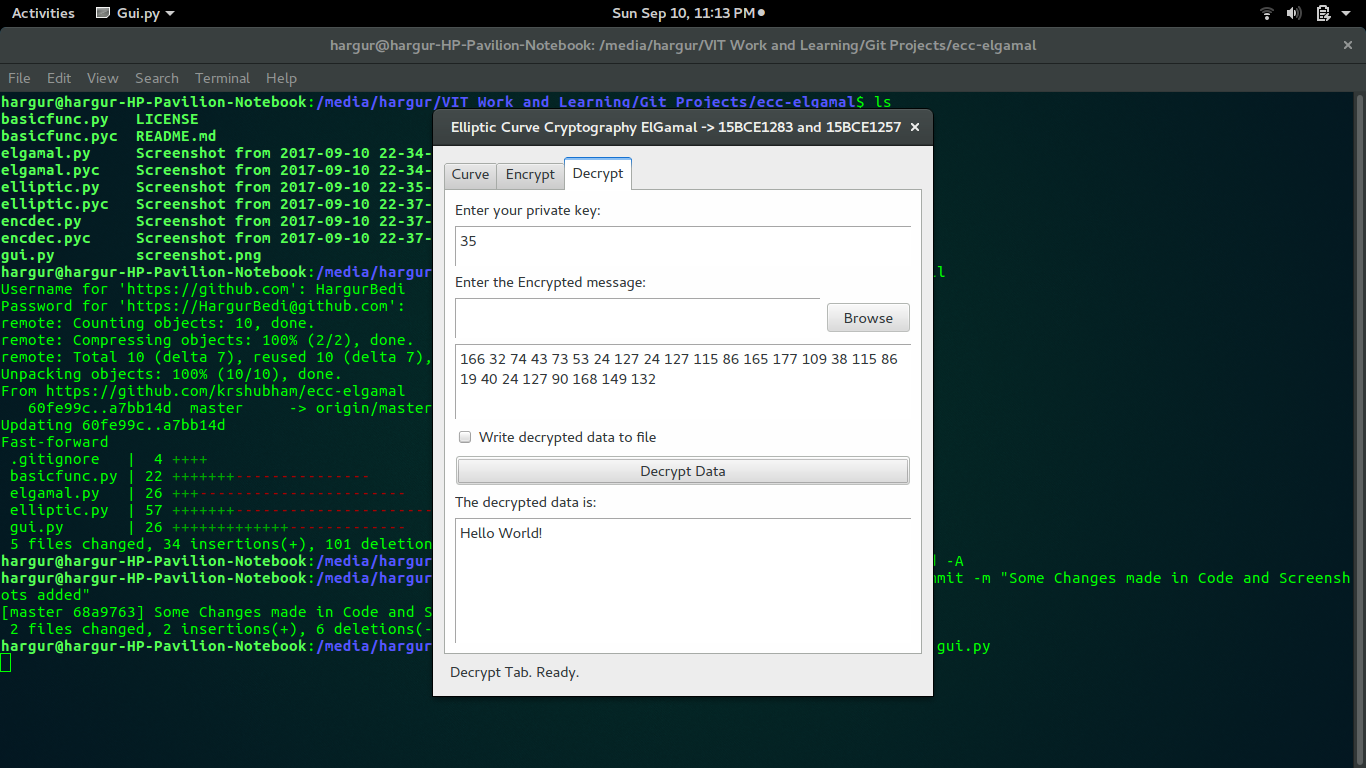 Activities Gui.py Sun Sep 10, 11:13 PM
hargur@hargur-HP-Pavilion-Notebook: /media/hargur/VIT Work and Learning/Git Projects/ecc-elgamal
File Edit View Search Terminal Help
hargur@hargur-HP-Pavilion-Notebook:/media/hargur/VIT Work and Learning/Git Projects/ecc-elgamal$ ls
basicfunc.py LICENSE
basicfunc.pyc README.md
elgamal.py Screenshot from 2017-09-10 22-34-
elgamal.pyc Screenshot from 2017-09-10 22-34-
elliptic.py Screenshot from 2017-09-10 22-35-
elliptic.pyc Screenshot from 2017-09-10 22-37-
encdec.py Screenshot from 2017-09-10 22-37-
encdec.pyc Screenshot from 2017-09-10 22-37-
gui.py screenshot.png
hargur@hargur-HP-Pavilion-Notebook:/media/hargur l
Username for 'https://github.com': HargurBedi
Password for 'https://HargurBedi@github.com':
remote: Counting objects: 10, done.
remote: Compressing objects: 100% (2/2), done.
remote: Total 10 (delta 7), reused 10 (delta 7),
Unpacking objects: 100% (10/10), done.
From https://github.com/krshubham/ecc-elgamal
60fe99c..a7bb14d master -> origin/master
Updating 60fe99c..a7bb14d
Fast-forward
.gitignore | 4 ++++
basicfunc.py | 22 +++++++---------------
elgamal.py | 26 +++-----------------------
elliptic.py | 57 +++++++-----------------------
gui.py | 26 +++++++++++++-------------
5 files changed, 34 insertions(+), 101 deletion
hargur@hargur-HP-Pavilion-Notebook:/media/hargur -A
hargur@hargur-HP-Pavilion-Notebook:/media/hargur mit -m "Some Changes made in Code and Screensh
ots added"
[master 68a9763] Some Changes made in Code and S
2 files changed, 2 insertions(+), 6 deletions(-
hargur@hargur-HP-Pavilion-Notebook:/media/hargur gui.py
Elliptic Curve Cryptography ElGamal -> 15BCE1283 and 15BCE1257
Curve Encrypt Decrypt
Enter your private key:
35
Enter the Encrypted message:
Browse
166 32 74 43 73 53 24 127 24 127 115 86 165 177 109 38 115 86
19 40 24 127 90 168 149 132
Write decrypted data to file
Decrypt Data
The decrypted data is:
Hello World!
Decrypt Tab. Ready.